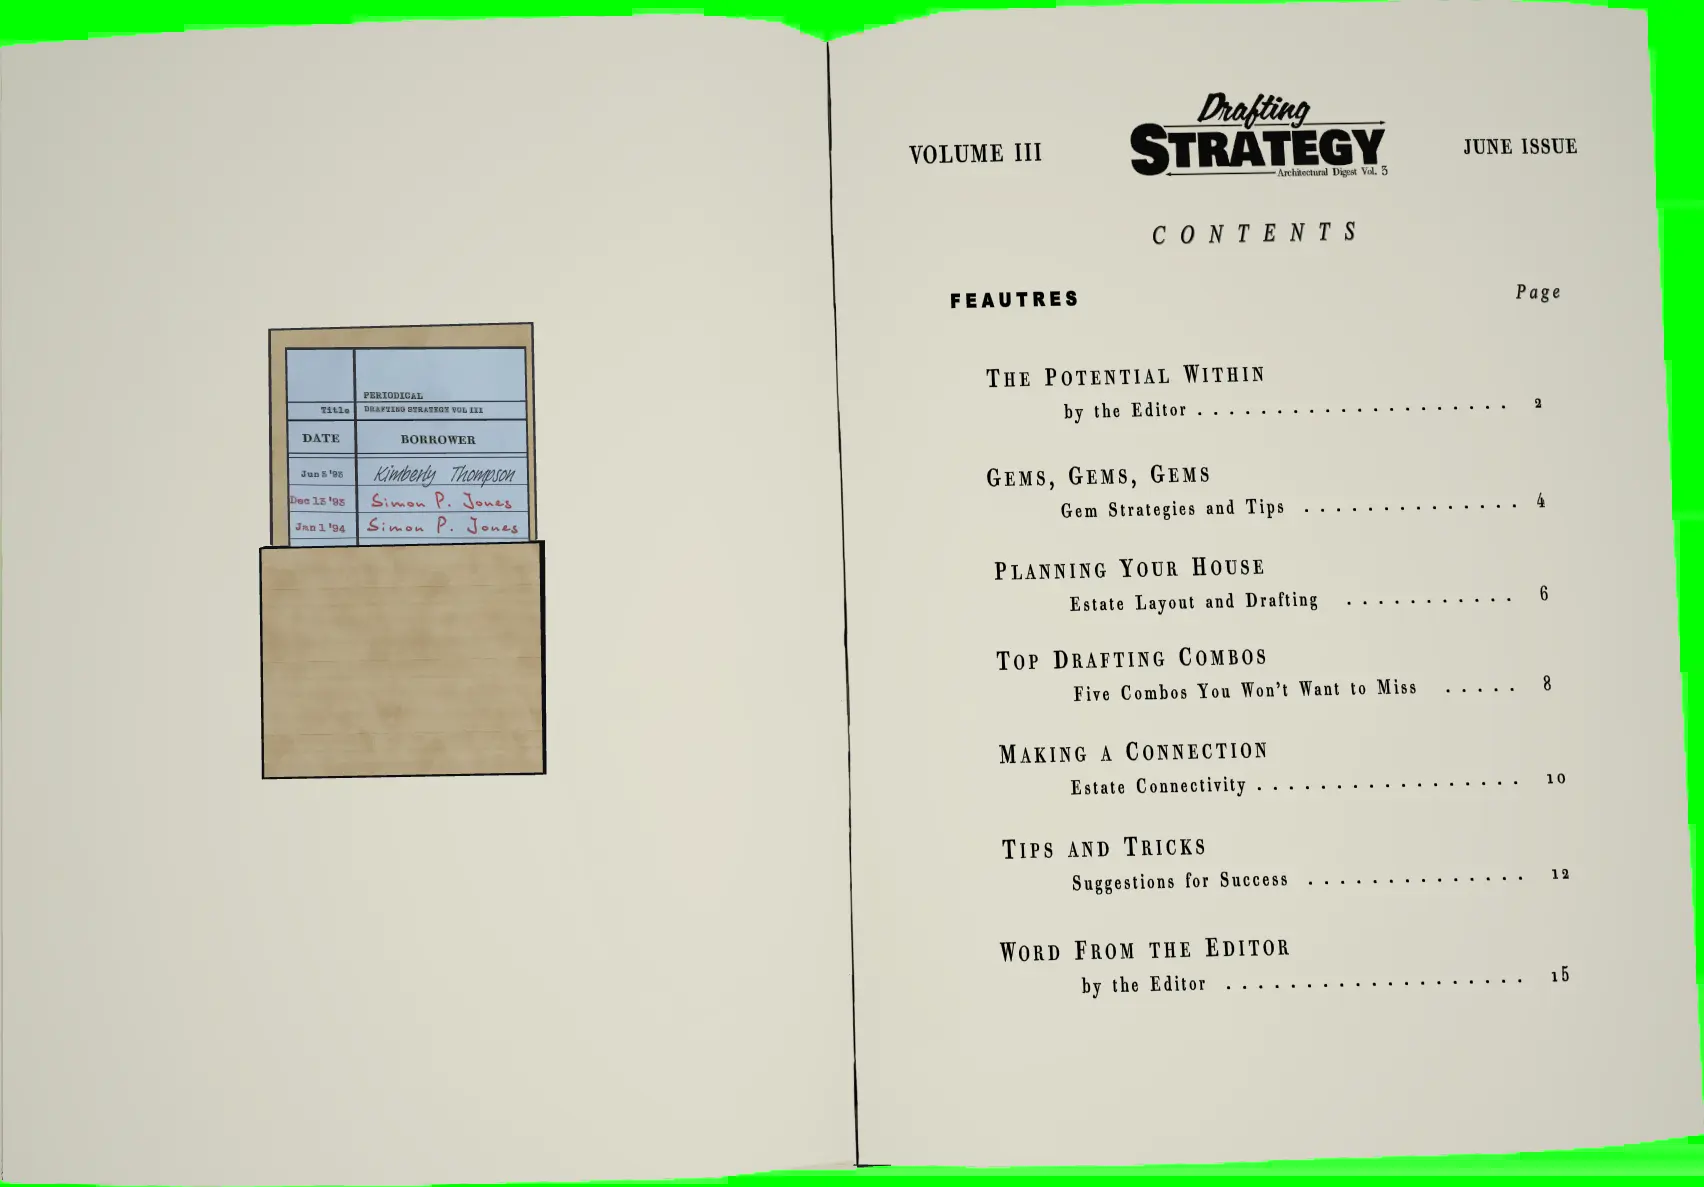 PERIODICAL
Title DRAFTING STRATEGY VOL III
DATE BORROWER
Jun 5 '93 Kimberly Thompson
Dec 13 '93 Simon P. Jones
Jan 1 '94 Simon P. Jones
VOLUME III
Drafting
STRATEGY
Architectural Digest Vol. 3
JUNE ISSUE
CONTENTS
FEAUTRES Page
THE POTENTIAL WITHIN
by the Editor . . . . . . . . . . . . . . . . . . . . 2
GEMS, GEMS, GEMS
Gem Strategies and Tips . . . . . . . . . . . . . . 4
PLANNING YOUR HOUSE
Estate Layout and Drafting . . . . . . . . . . . 6
TOP DRAFTING COMBOS
Five Combos You Won't Want to Miss . . . . . 8
MAKING A CONNECTION
Estate Connectivity . . . . . . . . . . . . . . . . . 10
TIPS AND TRICKS
Suggestions for Success . . . . . . . . . . . . . . 12
WORD FROM THE EDITOR
by the Editor . . . . . . . . . . . . . . . . . . . 15